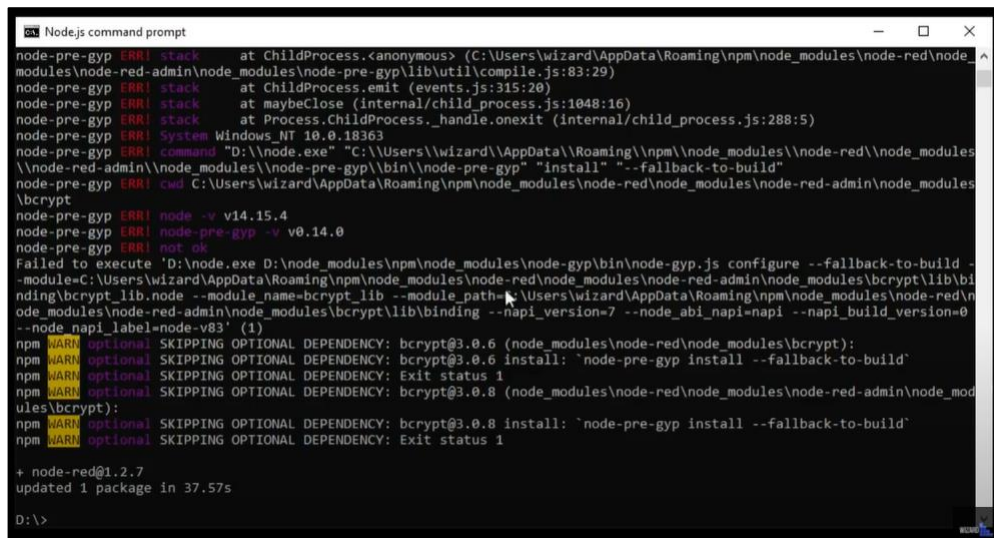 Node.js command prompt
node-pre-gyp ERR! stack     at ChildProcess.<anonymous> (C:\Users\wizard\AppData\Roaming\npm\node_modules\node-red\node_
modules\node-red-admin\node_modules\node-pre-gyp\lib\util\compile.js:83:29)
node-pre-gyp ERR! stack     at ChildProcess.emit (events.js:315:20)
node-pre-gyp ERR! stack     at maybeClose (internal/child_process.js:1048:16)
node-pre-gyp ERR! stack     at Process.ChildProcess._handle.onexit (internal/child_process.js:288:5)
node-pre-gyp ERR! System Windows_NT 10.0.18363
node-pre-gyp ERR! command "D:\\node.exe" "C:\\Users\\wizard\\AppData\\Roaming\\npm\\node_modules\\node-red\\node_modules
\\node-red-admin\\node_modules\\node-pre-gyp\\bin\\node-pre-gyp" "install" "--fallback-to-build"
node-pre-gyp ERR! cwd C:\Users\wizard\AppData\Roaming\npm\node_modules\node-red\node_modules\node-red-admin\node_modules
\bcrypt
node-pre-gyp ERR! node -v v14.15.4
node-pre-gyp ERR! node-pre-gyp -v v0.14.0
node-pre-gyp ERR! not ok
Failed to execute 'D:\node.exe D:\node_modules\npm\node_modules\node-gyp\bin\node-gyp.js configure --fallback-to-build -
-module=C:\Users\wizard\AppData\Roaming\npm\node_modules\node-red\node_modules\node-red-admin\node_modules\bcrypt\lib\bi
nding\bcrypt_lib.node --module_name=bcrypt_lib --module_path=C:\Users\wizard\AppData\Roaming\npm\node_modules\node-red\n
ode_modules\node-red-admin\node_modules\bcrypt\lib\binding --napi_version=7 --node_abi_napi=napi --napi_build_version=0
--node_napi_label=node-v83' (1)
npm WARN optional SKIPPING OPTIONAL DEPENDENCY: bcrypt@3.0.6 (node_modules\node-red\node_modules\bcrypt):
npm WARN optional SKIPPING OPTIONAL DEPENDENCY: bcrypt@3.0.6 install: `node-pre-gyp install --fallback-to-build`
npm WARN optional SKIPPING OPTIONAL DEPENDENCY: Exit status 1
npm WARN optional SKIPPING OPTIONAL DEPENDENCY: bcrypt@3.0.8 (node_modules\node-red\node_modules\node-red-admin\node_mod
ules\bcrypt):
npm WARN optional SKIPPING OPTIONAL DEPENDENCY: bcrypt@3.0.8 install: `node-pre-gyp install --fallback-to-build`
npm WARN optional SKIPPING OPTIONAL DEPENDENCY: Exit status 1
+ node-red@1.2.7
updated 1 package in 37.57s
D:\>
WIZARD